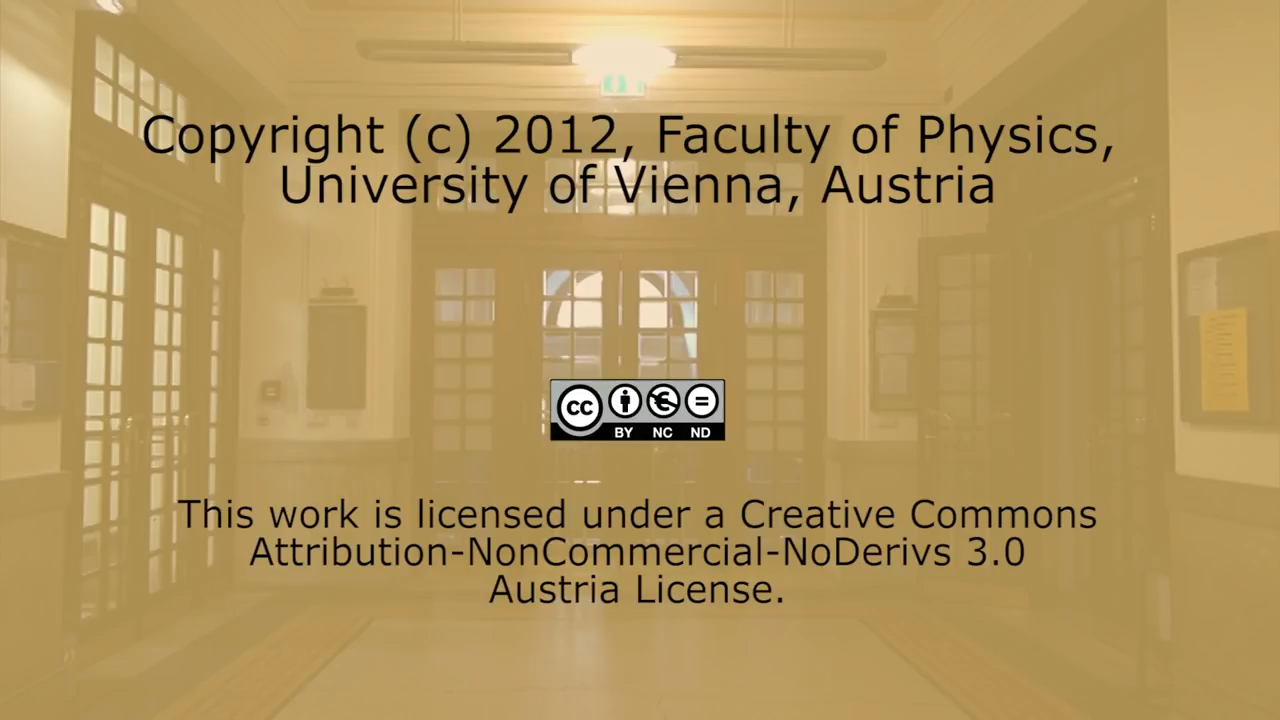 Copyright (c) 2012, Faculty of Physics,
University of Vienna, Austria
cc
BY NC ND
This work is licensed under a Creative Commons
Attribution-NonCommercial-NoDerivs 3.0
Austria License.